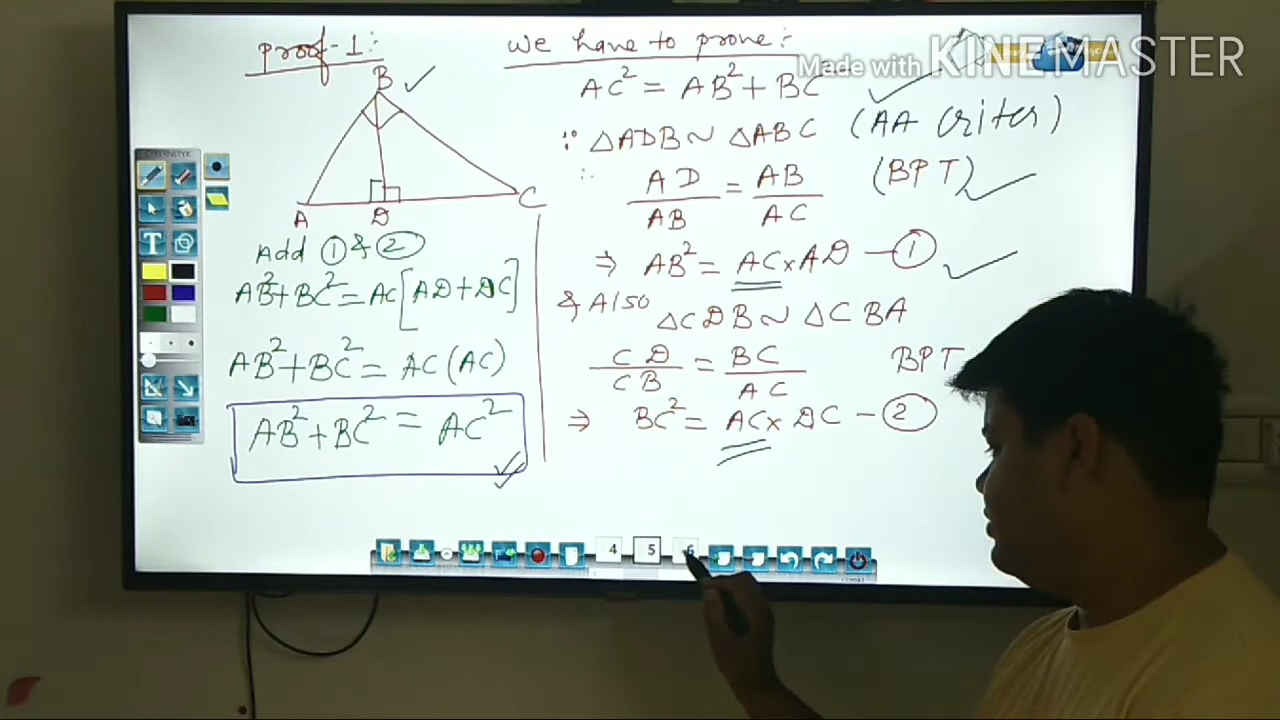 Proof-1:
B
A D C
Add ① & ②
AB²+BC²=AC[AD+DC]
AB²+BC²=AC(AC)
AB²+BC²=AC²
we have to prove:-
AC²=AB²+BC²
∵ △ADB~△ABC (AA criter)
∴ AD/AB=AB/AC (BPT)
⇒ AB²=AC×AD-①
& Also △CDB~△CBA
CD/CB=BC/AC BPT
⇒ BC²=AC×DC-②
Made with KINEMASTER
4 5 6
T